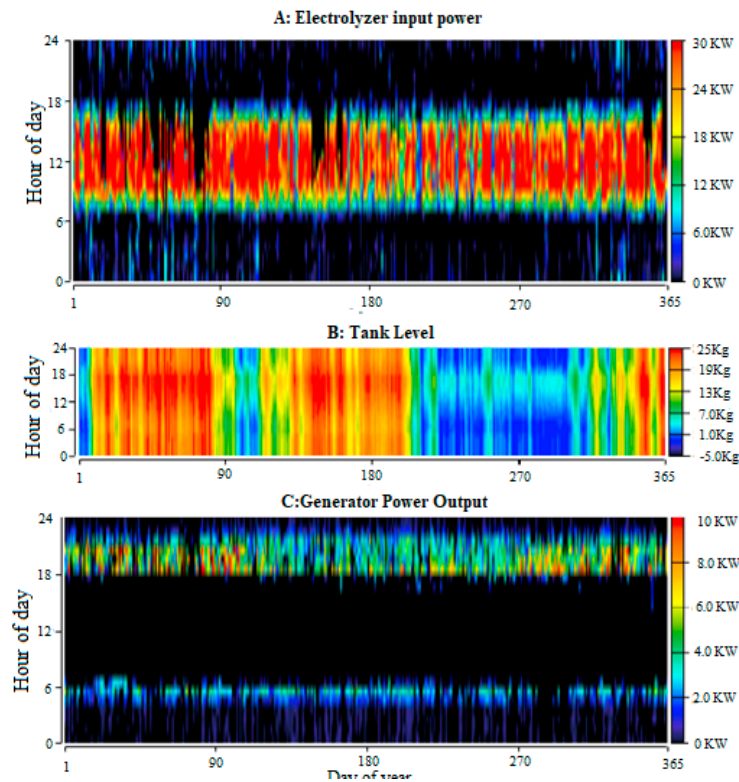 A: Electrolyzer input power
24
18
12
6
0
Hour of day
30 KW
24 KW
18 KW
12 KW
6.0KW
0 KW
1 90 180 270 365
B: Tank Level
24
18
12
6
0
Hour of day
25Kg
19Kg
13Kg
7.0Kg
1.0Kg
-5.0Kg
1 90 180 270 365
C:Generator Power Output
24
18
12
6
0
Hour of day
10 KW
8.0 KW
6.0 KW
4.0 KW
2.0 KW
0 KW
1 90 180 270 365
Day of year